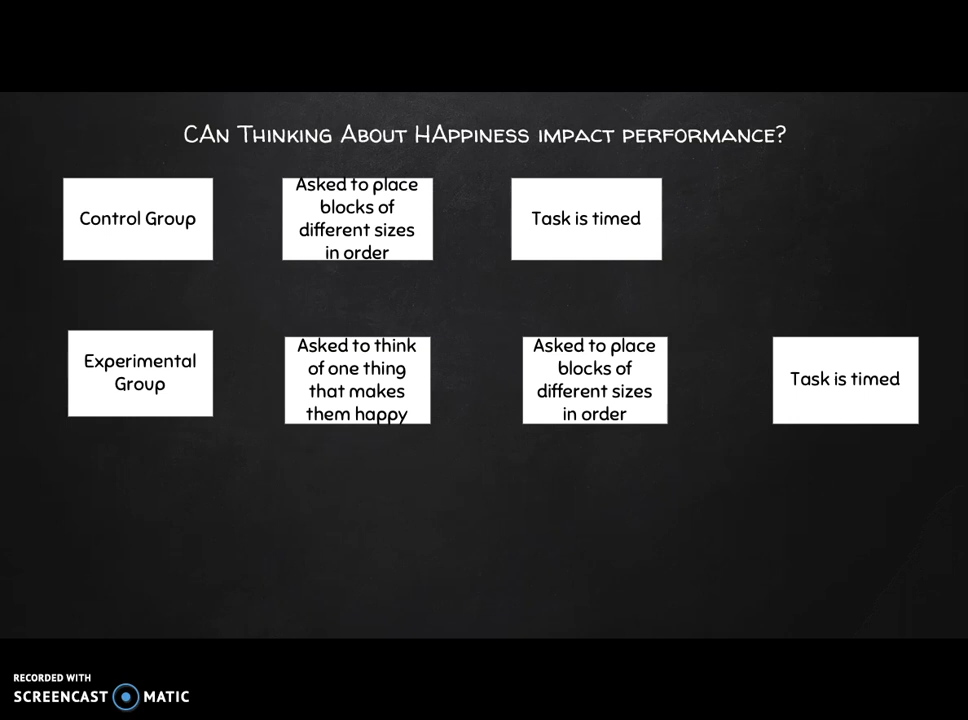 CAn Thinking About HAppiness impact performance?
Control Group
Asked to place
blocks of
different sizes
in order
Task is timed
Experimental
Group
Asked to think
of one thing
that makes
them happy
Asked to place
blocks of
different sizes
in order
Task is timed
RECORDED WITH
SCREENCAST MATIC